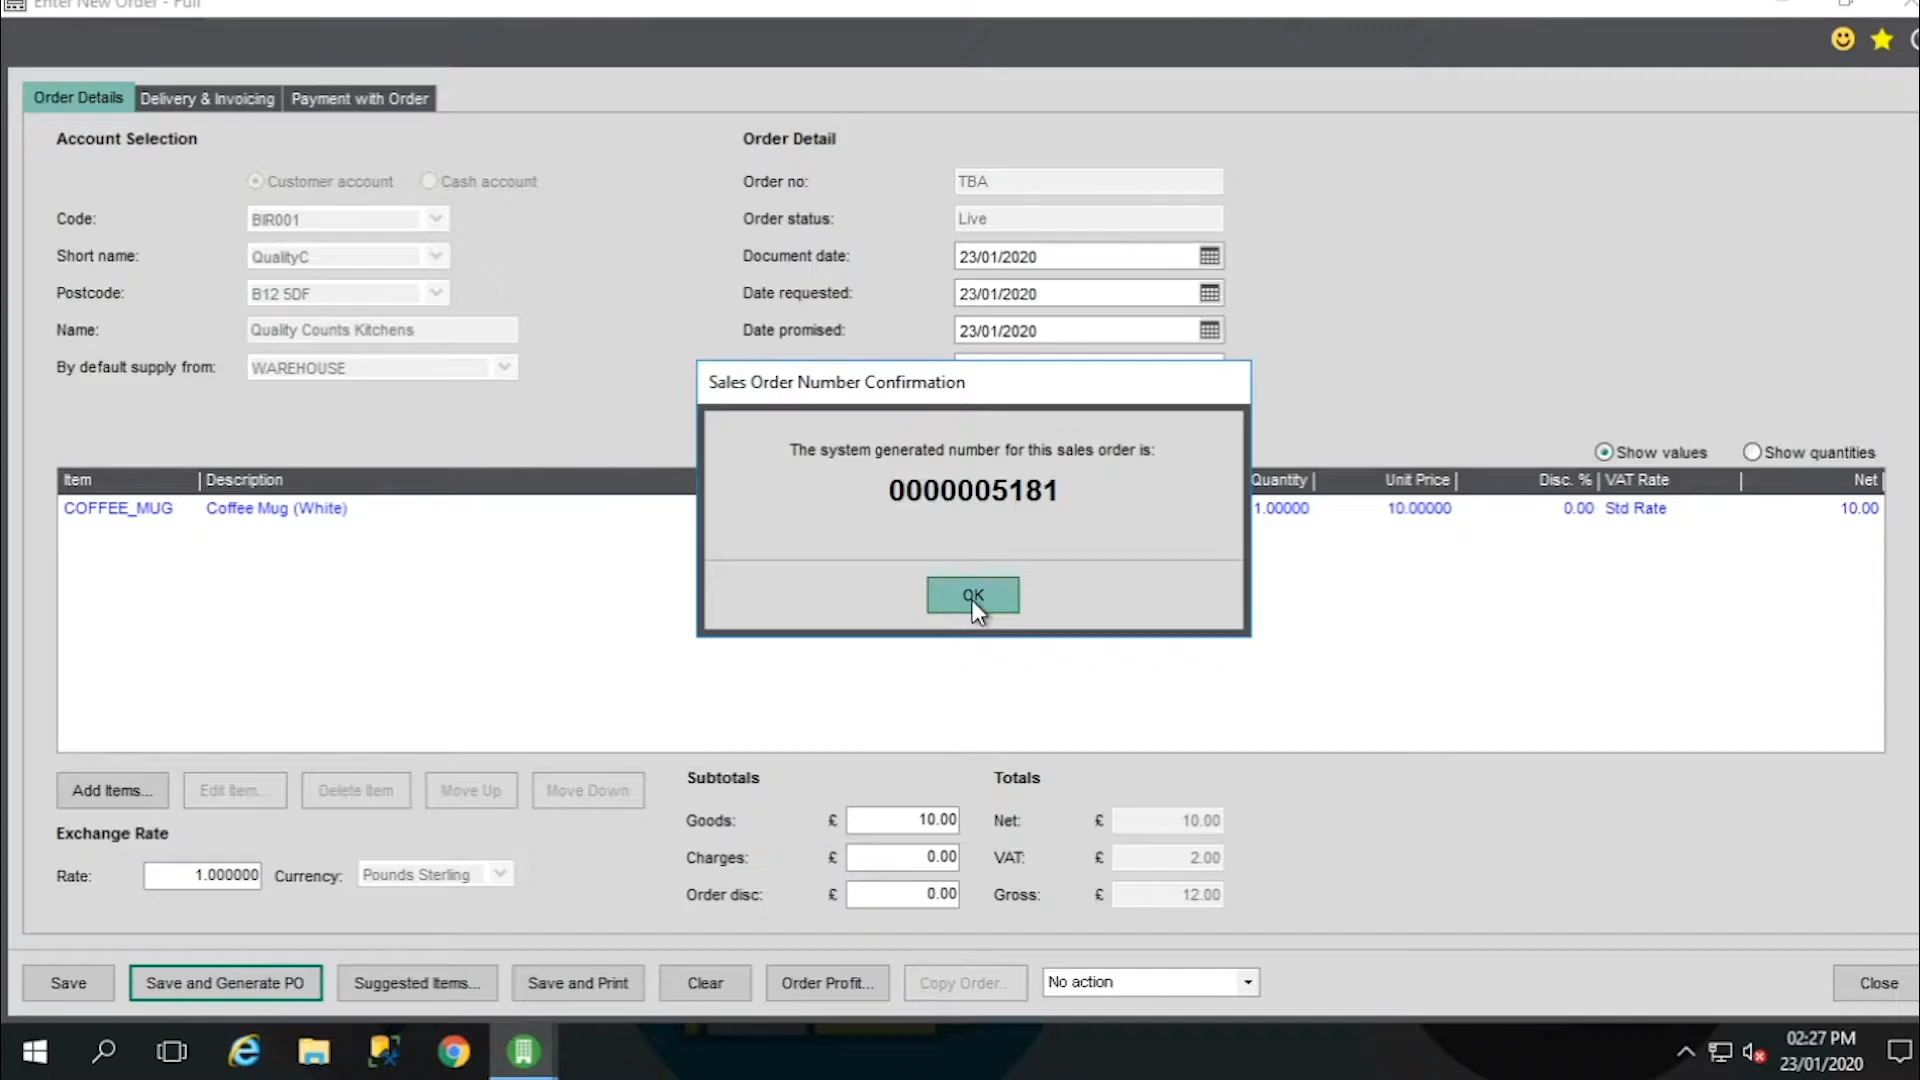 Enter New Order - Full
Order Details Delivery & Invoicing Payment with Order
Account Selection
Customer account Cash account
Code: BIR001
Short name: QualityC
Postcode: B12 5DF
Name: Quality Counts Kitchens
By default supply from: WAREHOUSE
Order Detail
Order no: TBA
Order status: Live
Document date: 23/01/2020
Date requested: 23/01/2020
Date promised: 23/01/2020
Show values Show quantities
Item Description Quantity Unit Price Disc. % VAT Rate Net
COFFEE_MUG Coffee Mug (White) 1.00000 10.00000 0.00 Std Rate 10.00
Sales Order Number Confirmation
The system generated number for this sales order is:
0000005181
OK
Add Items... Edit Item... Delete Item Move Up Move Down
Exchange Rate
Rate: 1.000000 Currency: Pounds Sterling
Subtotals
Goods: £ 10.00
Charges: £ 0.00
Order disc: £ 0.00
Totals
Net: £ 10.00
VAT: £ 2.00
Gross: £ 12.00
Save Save and Generate PO Suggested Items... Save and Print Clear Order Profit... Copy Order... No action Close
02:27 PM
23/01/2020